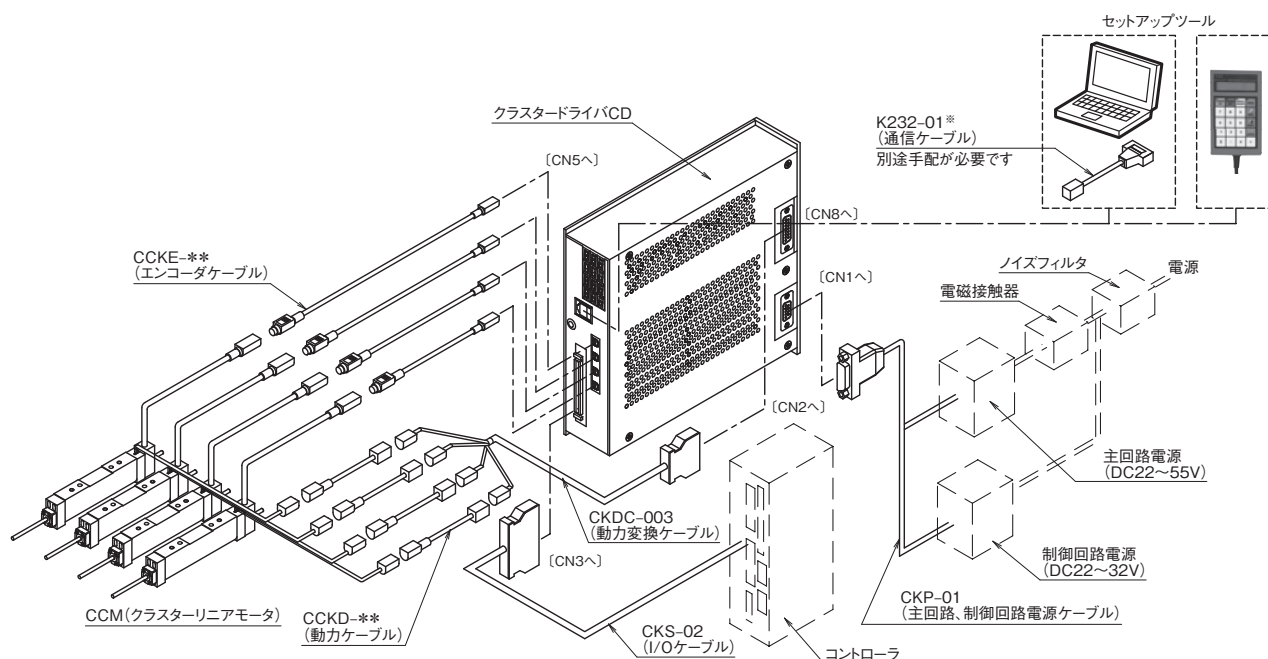 セットアップツール
クラスタードライバCD
K232-01※
(通信ケーブル)
別途手配が必要です
〔CN5へ〕
〔CN8へ〕
CCKE-**
(エンコーダケーブル)
〔CN1へ〕
ノイズフィルタ
電源
電磁接触器
〔CN2へ〕
主回路電源
(DC22~55V)
CKDC-003
(動力変換ケーブル)
〔CN3へ〕
制御回路電源
(DC22~32V)
CCM(クラスターリニアモータ)
CCKD-**
(動力ケーブル)
CKP-01
(主回路、制御回路電源ケーブル)
CKS-02
(I/Oケーブル)
コントローラ